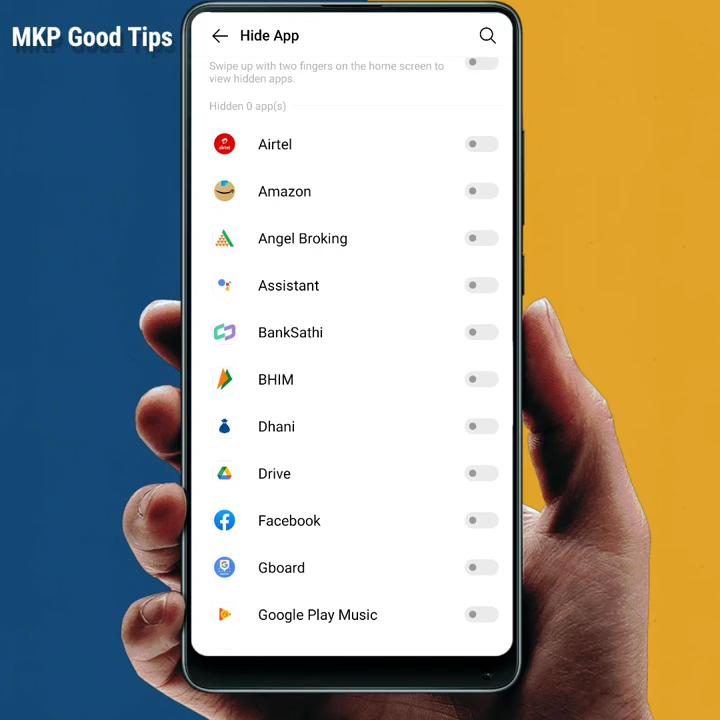 MKP Good Tips
Hide App
Swipe up with two fingers on the home screen to
view hidden apps.
Hidden 0 app(s)
Airtel
Amazon
Angel Broking
Assistant
BankSathi
BHIM
Dhani
Drive
Facebook
Gboard
Google Play Music